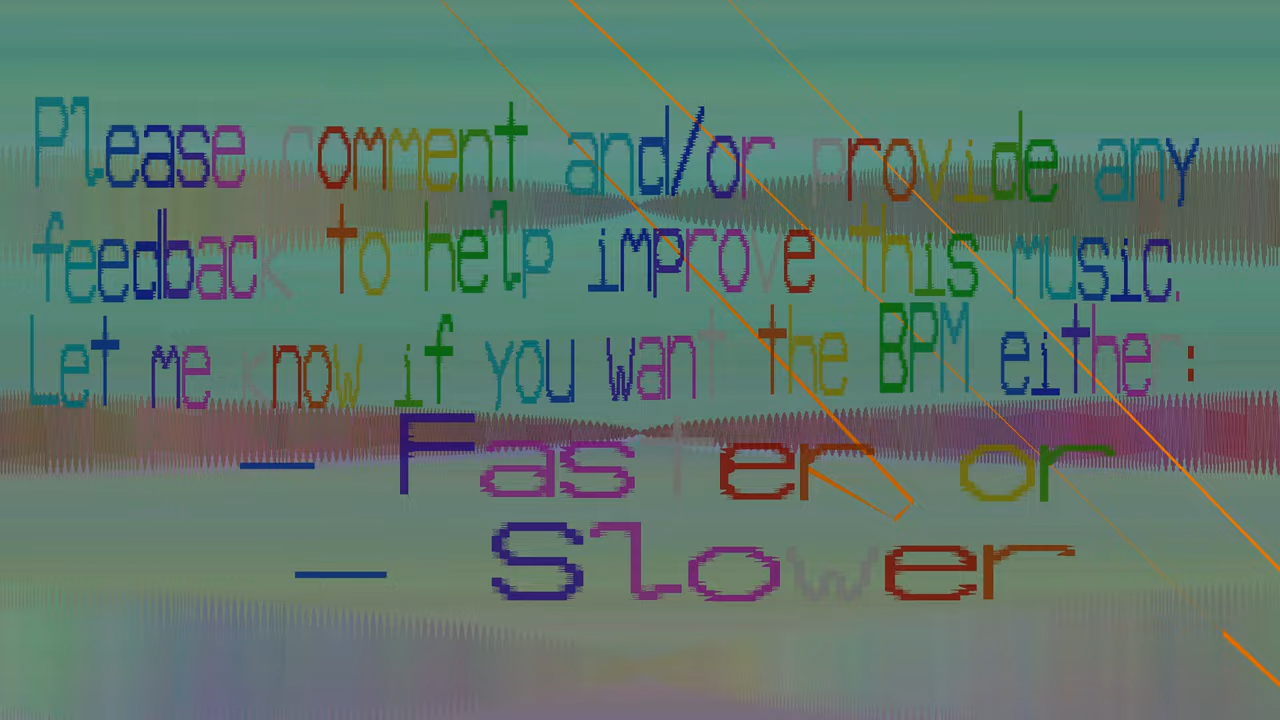 Please comment and/or provide any
feedback to help improve this music.
Let me know if you want the BPM either:
— Faster or
— Slower